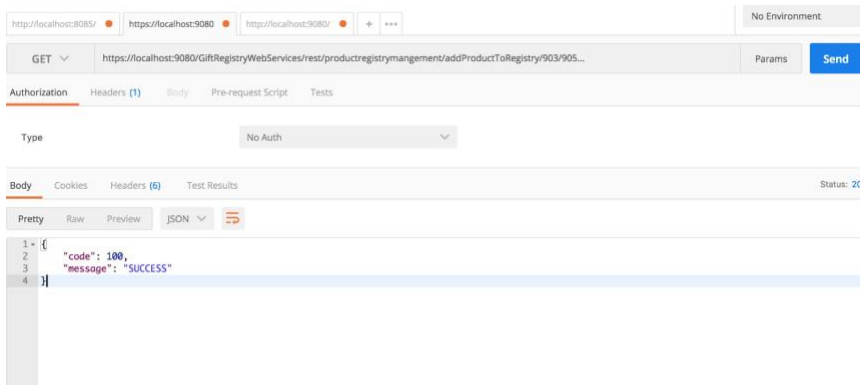 http://localhost:8085/ https://localhost:9080 http://localhost:9080/ + ••• No Environment
GET https://localhost:9080/GiftRegistryWebServices/rest/productregistrymangement/addProductToRegistry/903/905... Params Send
Authorization Headers (1) Body Pre-request Script Tests
Type No Auth
Body Cookies Headers (6) Test Results Status: 20
Pretty Raw Preview JSON
1 {
2 "code": 100,
3 "message": "SUCCESS"
4 }